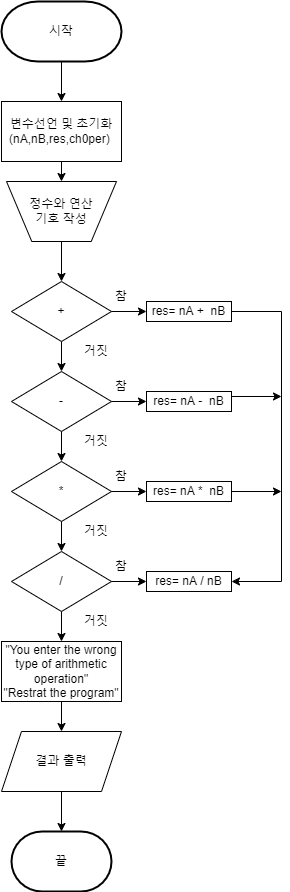 시작
변수선언 및 초기화
(nA,nB,res,ch0per)
정수와 연산
기호 작성
+
참
res= nA +  nB
거짓
-
참
res= nA -  nB
거짓
*
참
res= nA *  nB
거짓
/
참
res= nA / nB
거짓
"You enter the wrong
type of arithmetic
operation"
"Restrat the program"
결과 출력
끝